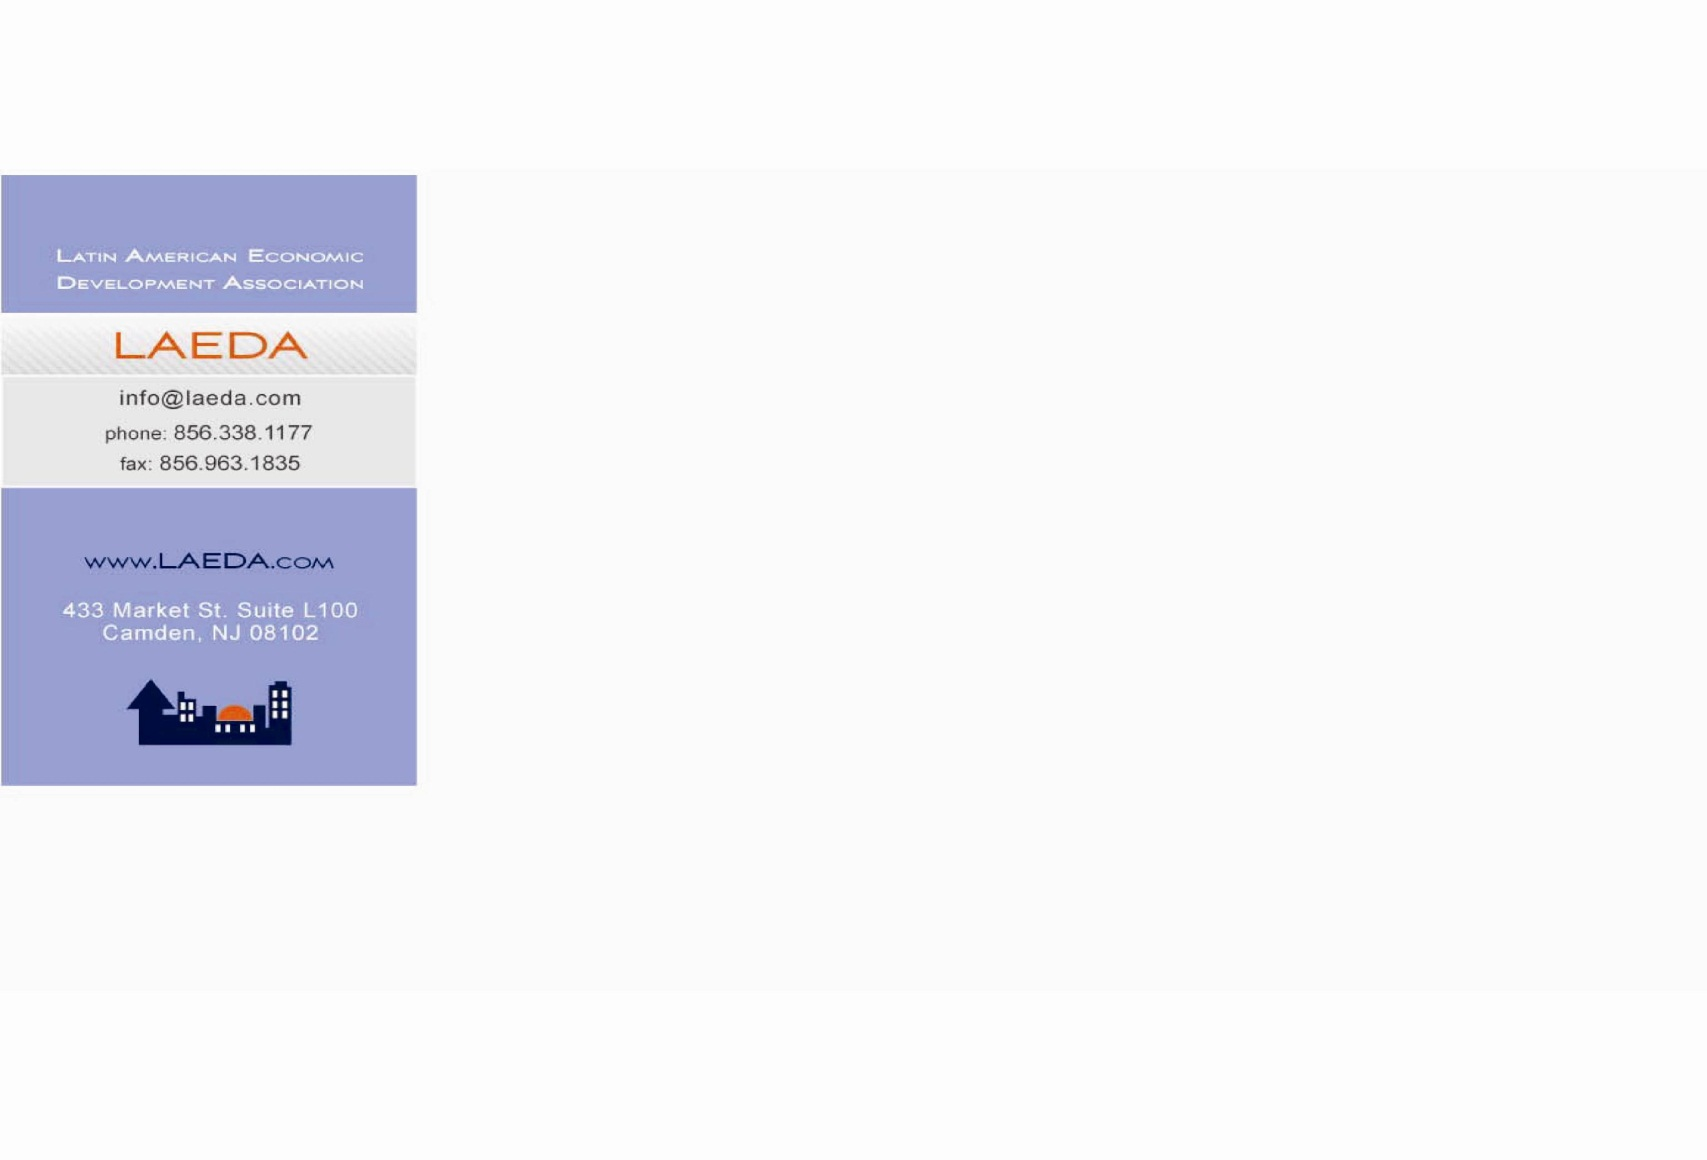 Latin American Economic
Development Association
LAEDA
info@laeda.com
phone: 856.338.1177
fax: 856.963.1835
www.LAEDA.com
433 Market St. Suite L100
Camden, NJ 08102